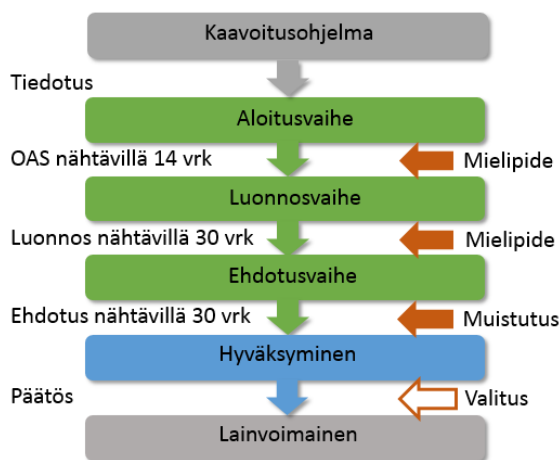 Kaavoitusohjelma
Tiedotus
Aloitusvaihe
OAS nähtävillä 14 vrk
Mielipide
Luonnosvaihe
Luonnos nähtävillä 30 vrk
Mielipide
Ehdotusvaihe
Ehdotus nähtävillä 30 vrk
Muistutus
Hyväksyminen
Päätös
Valitus
Lainvoimainen